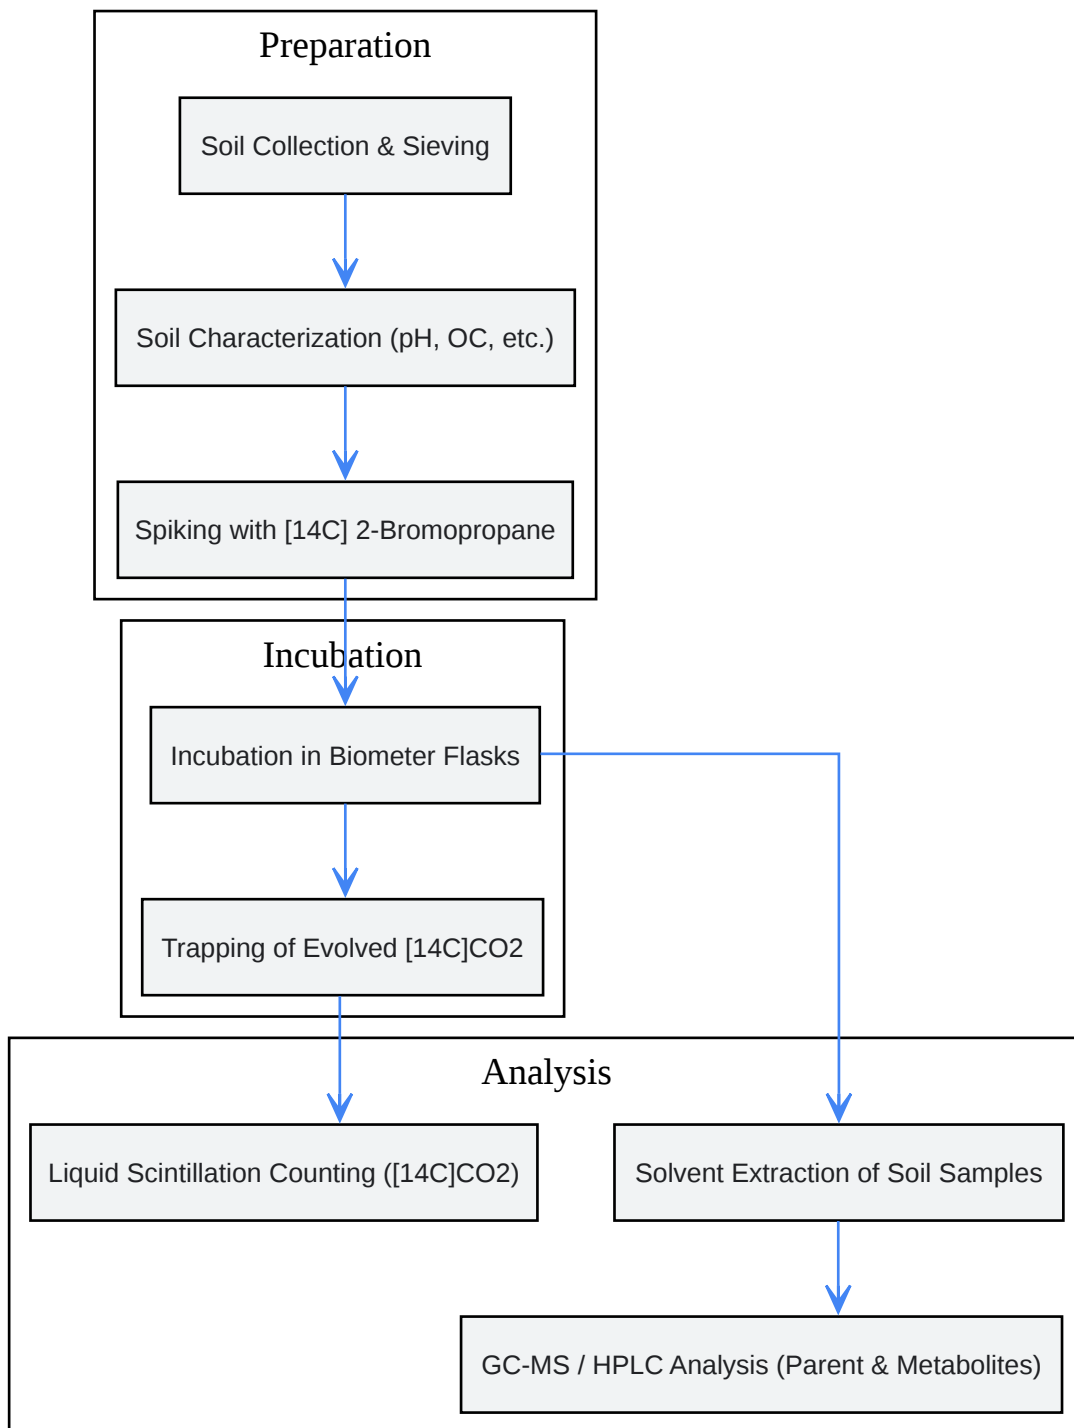 Preparation
Soil Collection & Sieving
Soil Characterization (pH, OC, etc.)
Spiking with [14C] 2-Bromopropane
Incubation
Incubation in Biometer Flasks
Trapping of Evolved [14C]CO2
Analysis
Liquid Scintillation Counting ([14C]CO2)
Solvent Extraction of Soil Samples
GC-MS / HPLC Analysis (Parent & Metabolites)